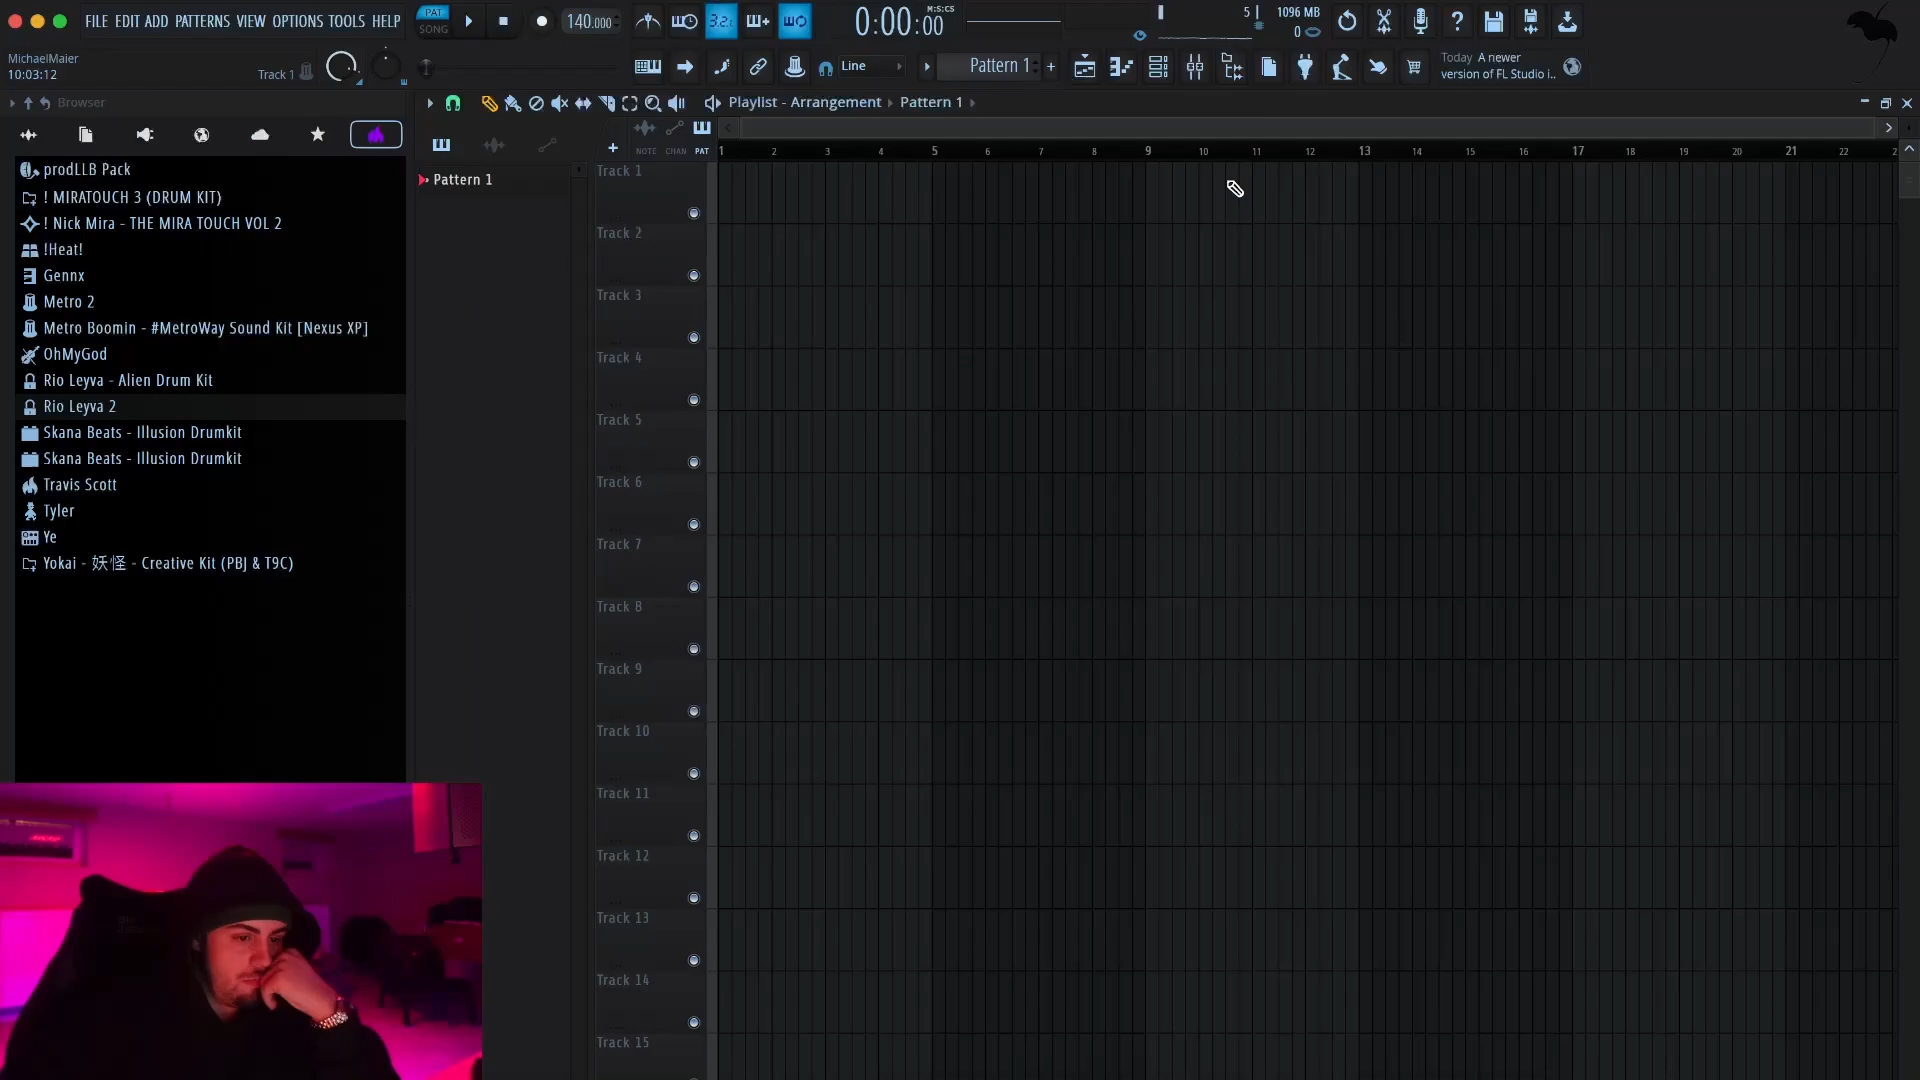 FILE EDIT ADD PATTERNS VIEW OPTIONS TOOLS HELP
PAT
SONG
140.000
3.2.
0:00:00
M:S:CS
5
1096 MB
0
MichaelMaier
10:03:12
Track 1
Line
Pattern 1
+
Today A newer
version of FL Studio i..
Browser
Playlist - Arrangement
Pattern 1
NOTE CHAN PAT
1 2 3 4 5 6 7 8 9 10 11 12 13 14 15 16 17 18 19 20 21 22
prodLLB Pack
! MIRATOUCH 3 (DRUM KIT)
! Nick Mira - THE MIRA TOUCH VOL 2
!Heat!
Gennx
Metro 2
Metro Boomin - #MetroWay Sound Kit [Nexus XP]
OhMyGod
Rio Leyva - Alien Drum Kit
Rio Leyva 2
Skana Beats - Illusion Drumkit
Skana Beats - Illusion Drumkit
Travis Scott
Tyler
Ye
Yokai - 妖怪 - Creative Kit (PBJ & T9C)
Pattern 1
Track 1
Track 2
Track 3
Track 4
Track 5
Track 6
Track 7
Track 8
Track 9
Track 10
Track 11
Track 12
Track 13
Track 14
Track 15